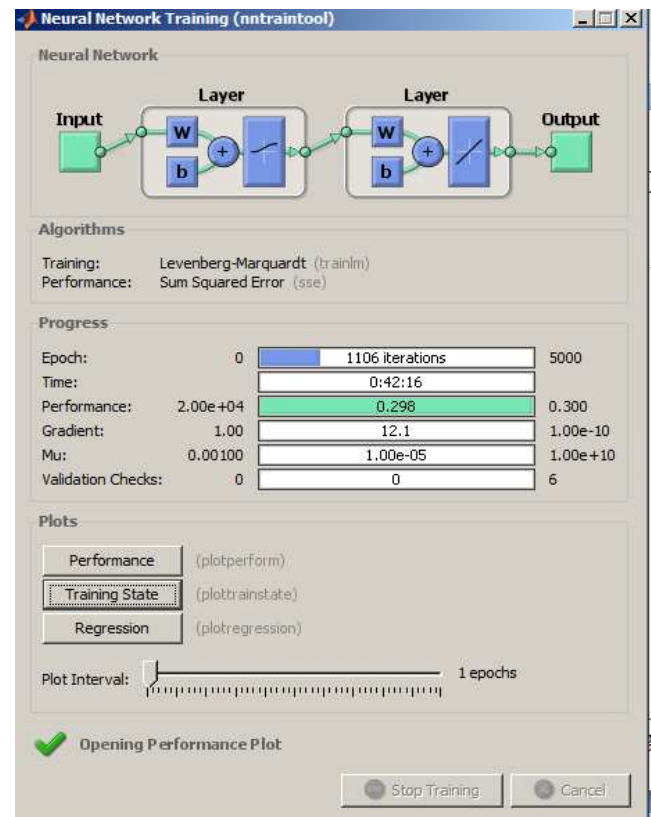 Neural Network Training (nntraintool)
Neural Network
Layer Layer
Input Output
W W
b b
+ +
Algorithms
Training: Levenberg-Marquardt (trainlm)
Performance: Sum Squared Error (sse)
Progress
Epoch: 0 1106 iterations 5000
Time: 0:42:16
Performance: 2.00e+04 0.298 0.300
Gradient: 1.00 12.1 1.00e-10
Mu: 0.00100 1.00e-05 1.00e+10
Validation Checks: 0 0 6
Plots
Performance (plotperform)
Training State (plottrainstate)
Regression (plotregression)
Plot Interval: 1 epochs
Opening Performance Plot
Stop Training Cancel